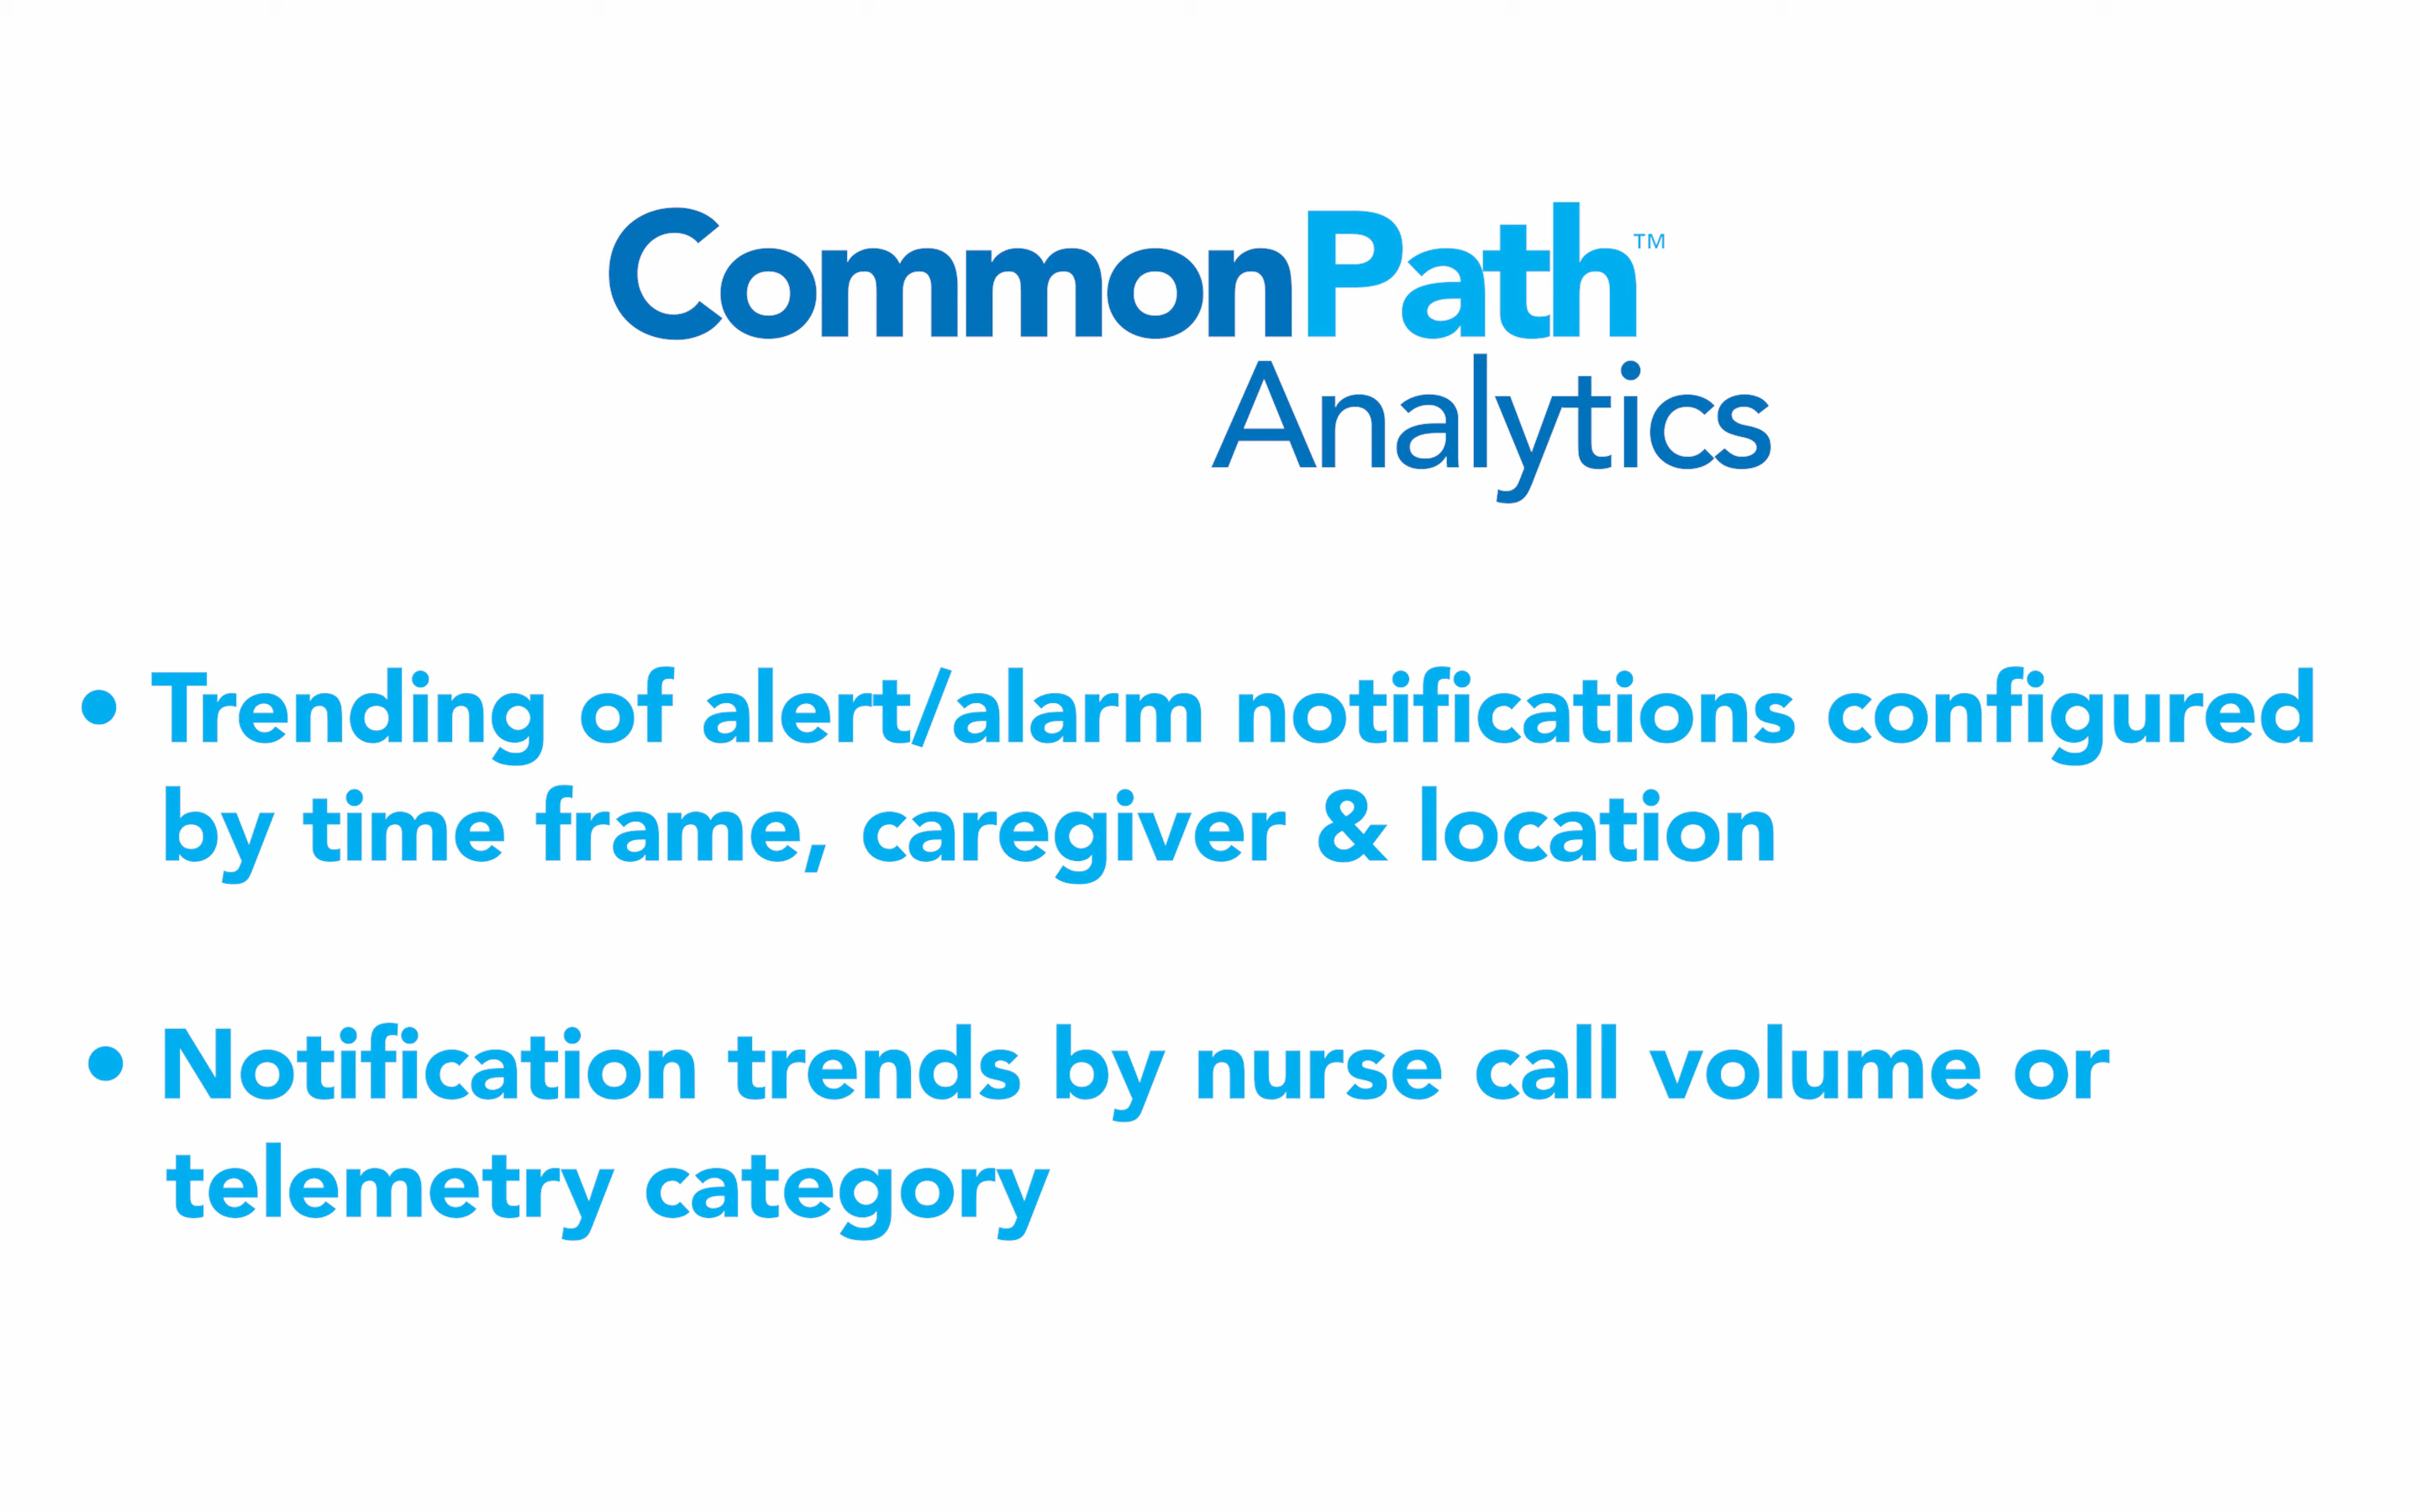 CommonPath™
Analytics
• Trending of alert/alarm notifications configured
by time frame, caregiver & location
• Notification trends by nurse call volume or
telemetry category